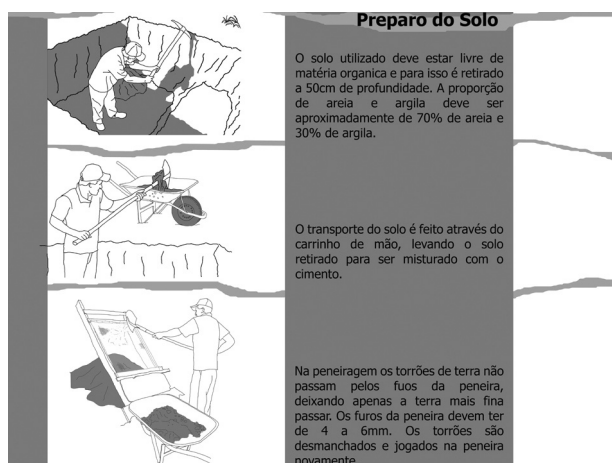 Preparo do Solo
O solo utilizado deve estar livre de
matéria organica e para isso é retirado
a 50cm de profundidade. A proporção
de areia e argila deve ser
aproximadamente de 70% de areia e
30% de argila.
O transporte do solo é feito através do
carrinho de mão, levando o solo
retirado para ser misturado com o
cimento.
Na peneiragem os torrões de terra não
passam pelos fuos da peneira,
deixando apenas a terra mais fina
passar. Os furos da peneira devem ter
de 4 a 6mm. Os torrões são
desmanchados e jogados na peneira
novamente